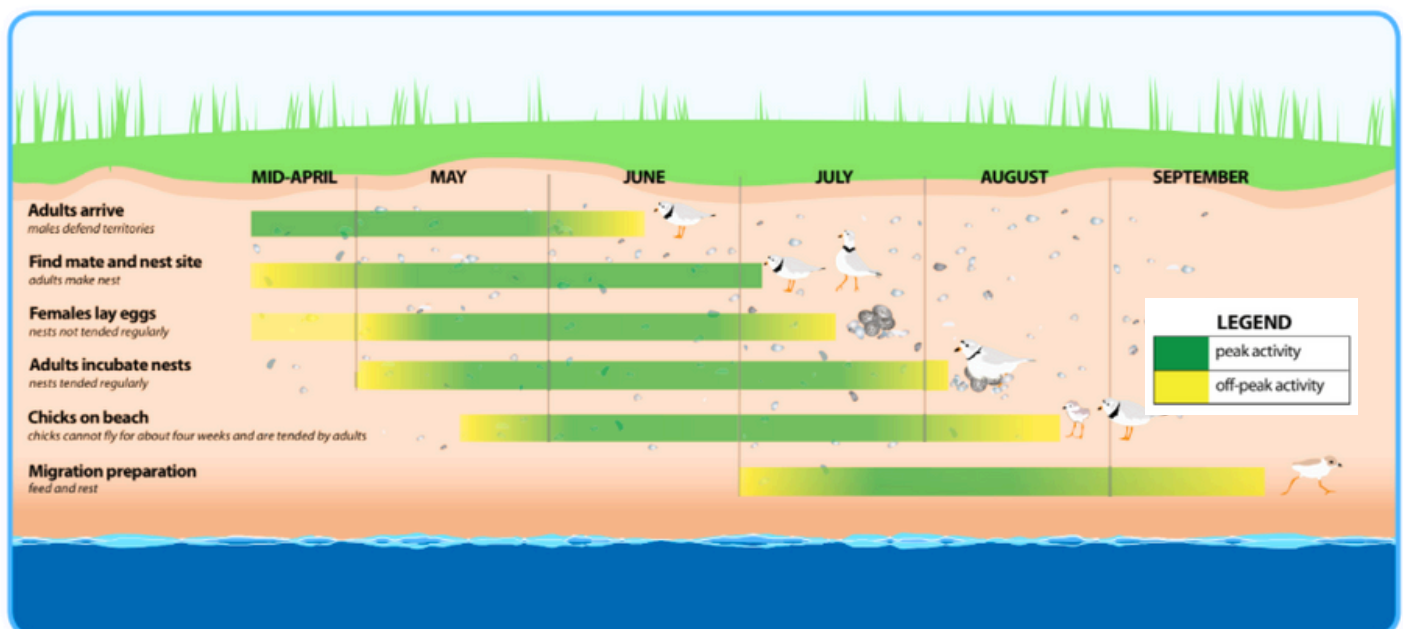 MID-APRIL MAY JUNE JULY AUGUST SEPTEMBER
Adults arrive
males defend territories
Find mate and nest site
adults make nest
Females lay eggs
nests not tended regularly
Adults incubate nests
nests tended regularly
Chicks on beach
chicks cannot fly for about four weeks and are tended by adults
Migration preparation
feed and rest
LEGEND
peak activity
off-peak activity